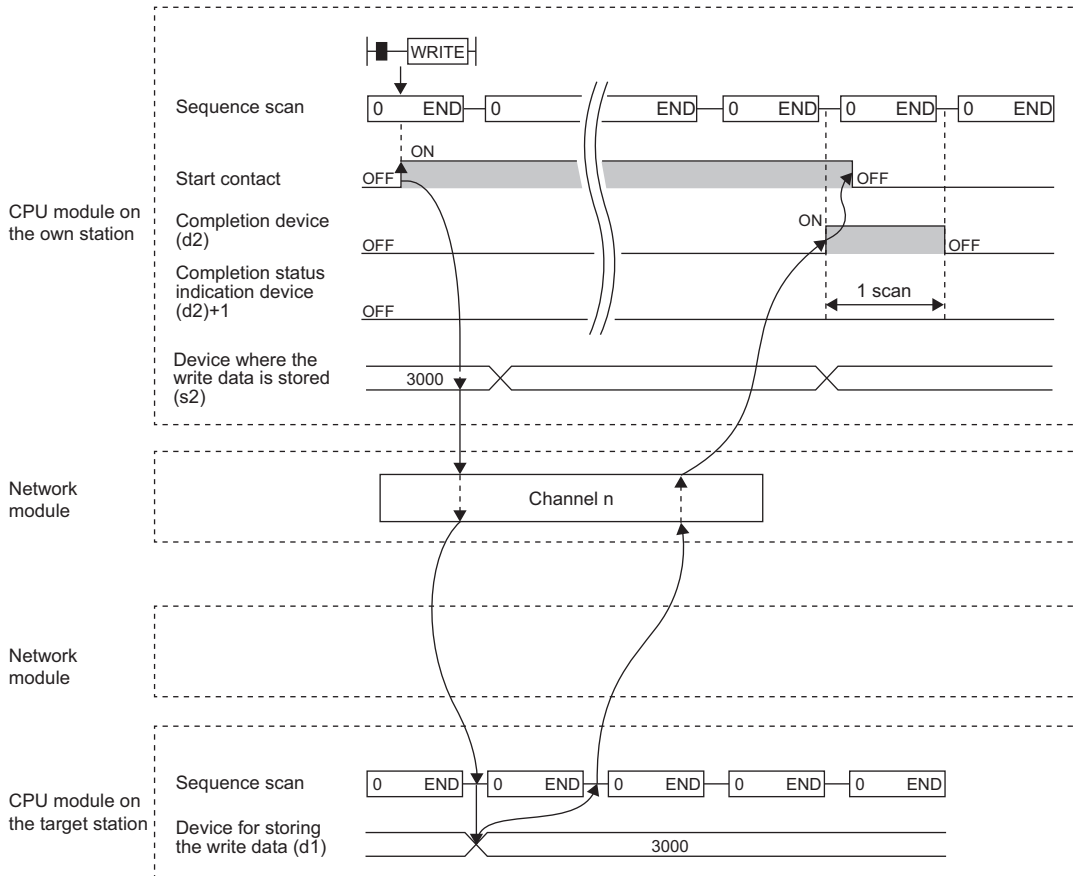 WRITE
Sequence scan
0 END 0 END 0 END 0 END 0 END
ON
Start contact
OFF OFF
CPU module on
the own station
Completion device
(d2)
ON
OFF OFF
Completion status
indication device
(d2)+1
1 scan
OFF
Device where the
write data is stored
(s2)
3000
Network
module
Channel n
Network
module
CPU module on
the target station
Sequence scan
0 END 0 END 0 END 0 END 0 END
Device for storing
the write data (d1)
3000